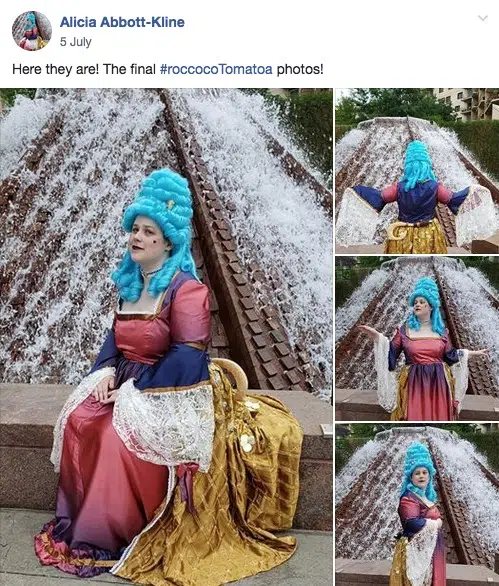 Alicia Abbott-Kline
5 July
Here they are! The final #roccocoTomatoa photos!